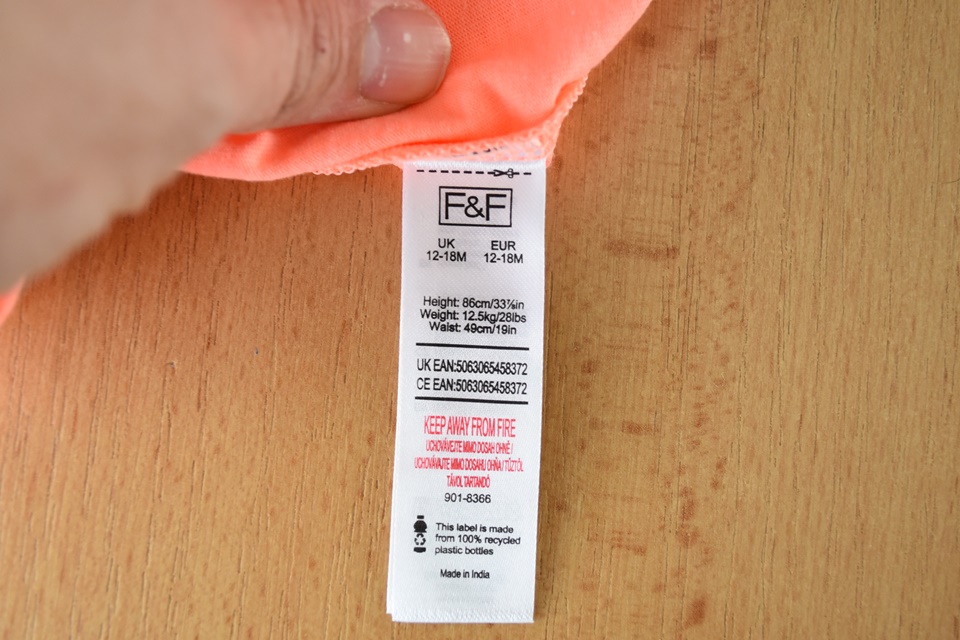 F&F
UK EUR
12-18M 12-18M
Height: 86cm/33⅞in
Weight: 12.5kg/28lbs
Waist: 49cm/19in
UK EAN:5063065458372
CE EAN:5063065458372
KEEP AWAY FROM FIRE
UCHOVÁVEJTE MIMO DOSAH OHNĚ /
UCHOVÁVAJTE MIMO DOSAHU OHŇA / TŰZTŐL
TÁVOL TARTANDÓ
901-8366
This label is made
from 100% recycled
plastic bottles
Made in India